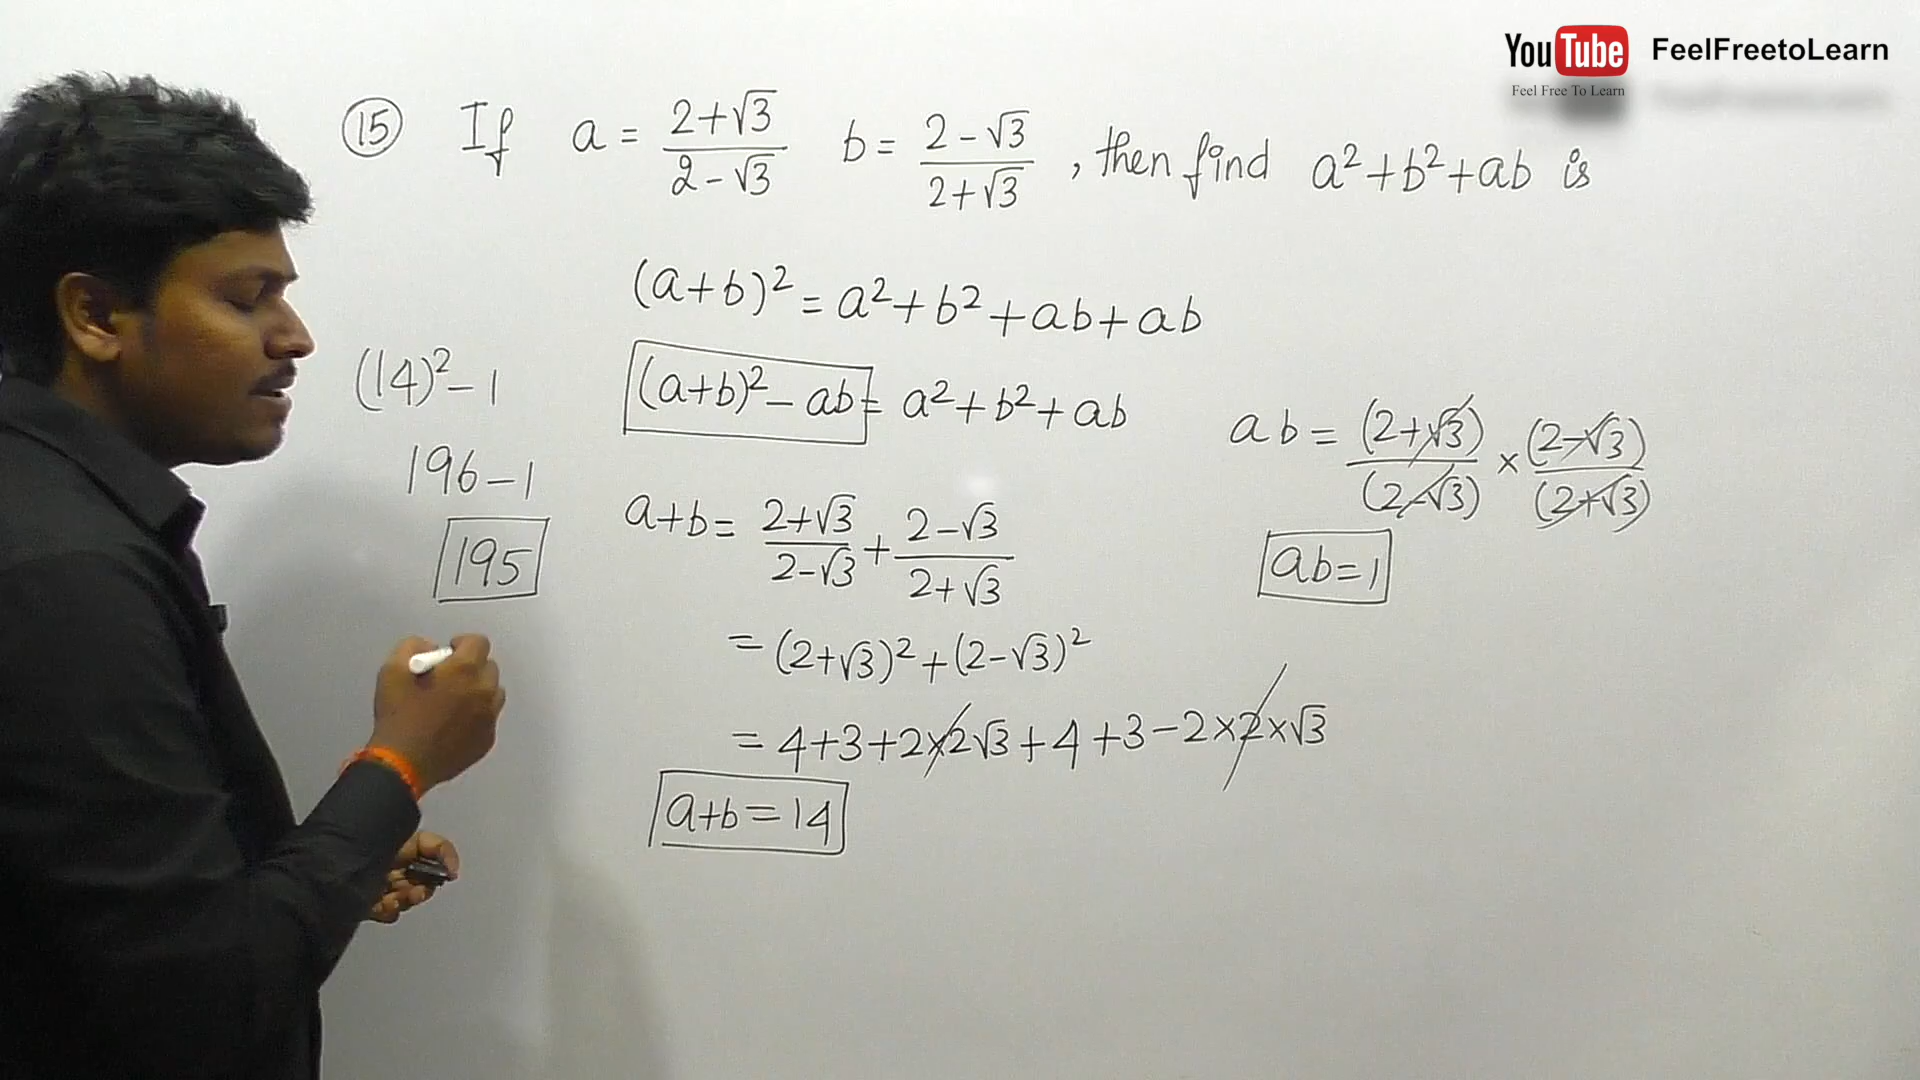 YouTube FeelFreetoLearn
Feel Free To Learn
(15) If a = (2+√3)/(2-√3) b = (2-√3)/(2+√3), then find a²+b²+ab is
(a+b)² = a²+b²+ab+ab
(a+b)²-ab = a²+b²+ab
(14)²-1
196-1
195
ab = (2+√3)/(2-√3) × (2-√3)/(2+√3)
ab=1
a+b = (2+√3)/(2-√3) + (2-√3)/(2+√3)
= (2+√3)²+(2-√3)²
= 4+3+2×2√3+4+3-2×2×√3
a+b=14